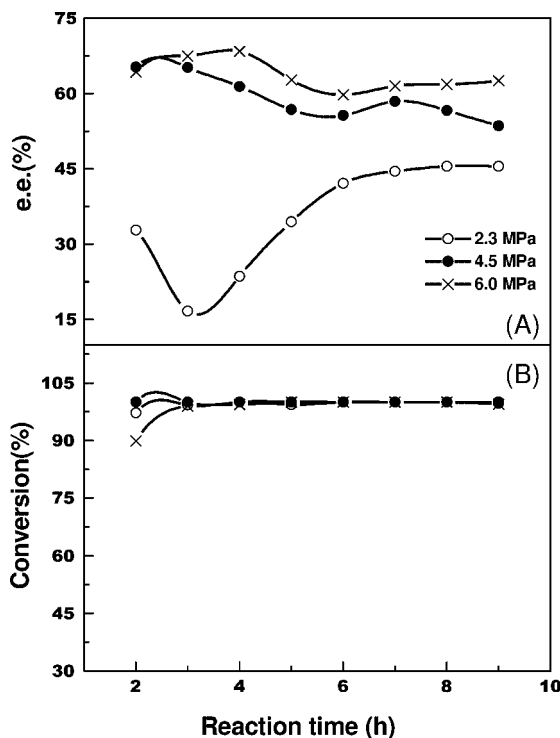 75
60
45
30
15
e.e.(%)
2.3 MPa
4.5 MPa
6.0 MPa
(A)
105
90
75
60
45
30
Conversion(%)
(B)
2 4 6 8 10
Reaction time (h)